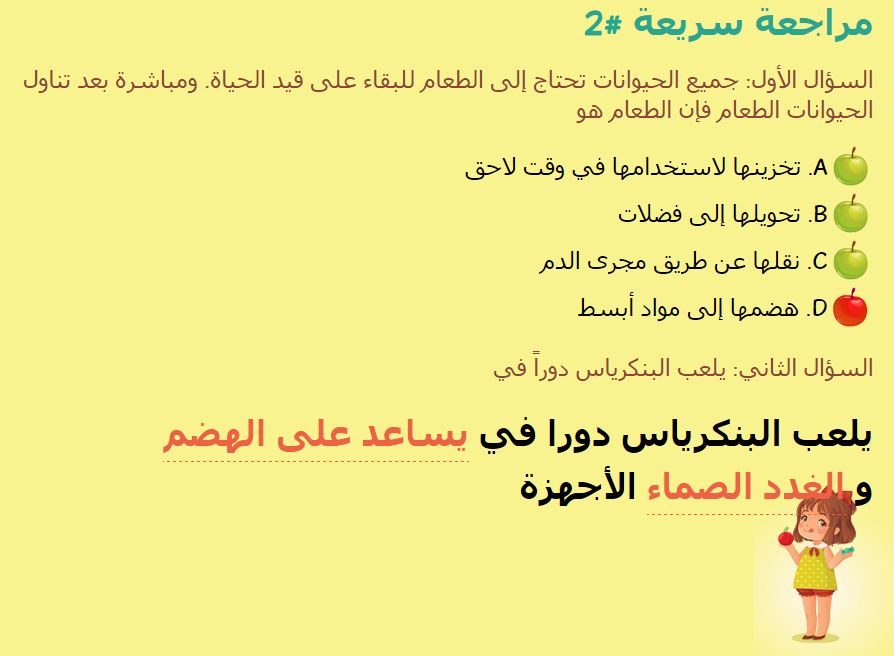 مراجعة سريعة #2
السؤال الأول: جميع الحيوانات تحتاج إلى الطعام للبقاء على قيد الحياة. ومباشرة بعد تناول
الحيوانات الطعام فإن الطعام هو
A. تخزينها لاستخدامها في وقت لاحق
B. تحويلها إلى فضلات
C. نقلها عن طريق مجرى الدم
D. هضمها إلى مواد أبسط
السؤال الثاني: يلعب البنكرياس دوراً في
يلعب البنكرياس دورا في يساعد على الهضم
و الغدد الصماء الأجهزة